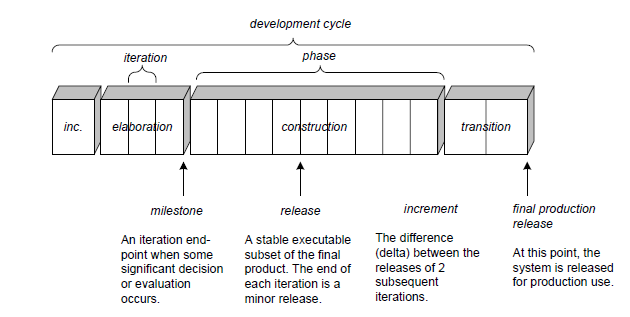 development cycle
iteration
phase
inc.
elaboration
construction
transition
milestone
An iteration end-
point when some
significant decision
or evaluation
occurs.
release
A stable executable
subset of the final
product. The end of
each iteration is a
minor release.
increment
The difference
(delta) between the
releases of 2
subsequent
iterations.
final production
release
At this point, the
system is released
for production use.